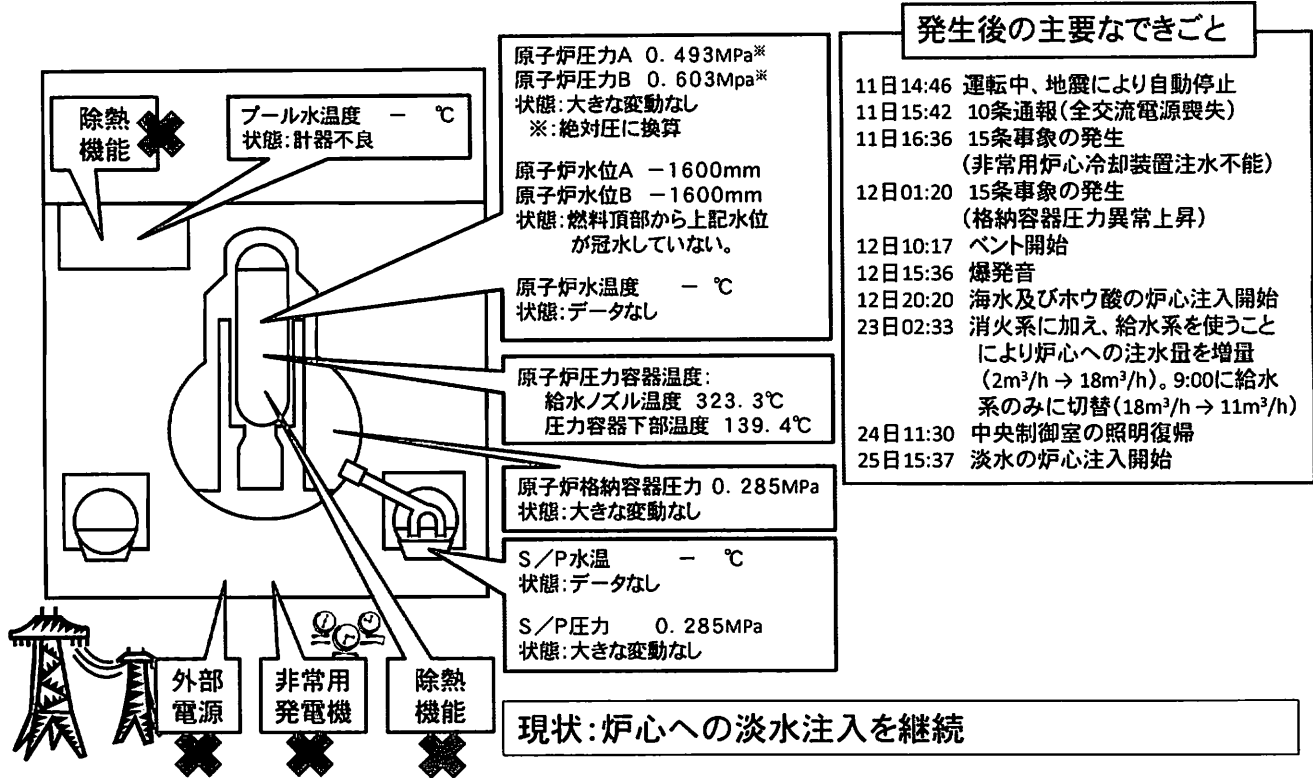 発生後の主要なできごと
11日14:46 運転中、地震により自動停止
11日15:42 10条通報(全交流電源喪失)
11日16:36 15条事象の発生
(非常用炉心冷却装置注水不能)
12日01:20 15条事象の発生
(格納容器圧力異常上昇)
12日10:17 ベント開始
12日15:36 爆発音
12日20:20 海水及びホウ酸の炉心注入開始
23日02:33 消火系に加え、給水系を使うこと
により炉心への注水量を増量
(2m³/h → 18m³/h)。9:00に給水
系のみに切替(18m³/h → 11m³/h)
24日11:30 中央制御室の照明復帰
25日15:37 淡水の炉心注入開始
除熱
機能
プール水温度 － ℃
状態:計器不良
原子炉圧力A 0.493MPa※
原子炉圧力B 0.603Mpa※
状態:大きな変動なし
※:絶対圧に換算
原子炉水位A －1600mm
原子炉水位B －1600mm
状態:燃料頂部から上記水位
が冠水していない。
原子炉水温度 － ℃
状態:データなし
原子炉圧力容器温度:
給水ノズル温度 323.3℃
圧力容器下部温度 139.4℃
原子炉格納容器圧力 0.285MPa
状態:大きな変動なし
S/P水温 － ℃
状態:データなし
S/P圧力 0.285MPa
状態:大きな変動なし
外部
電源
非常用
発電機
除熱
機能
現状:炉心への淡水注入を継続